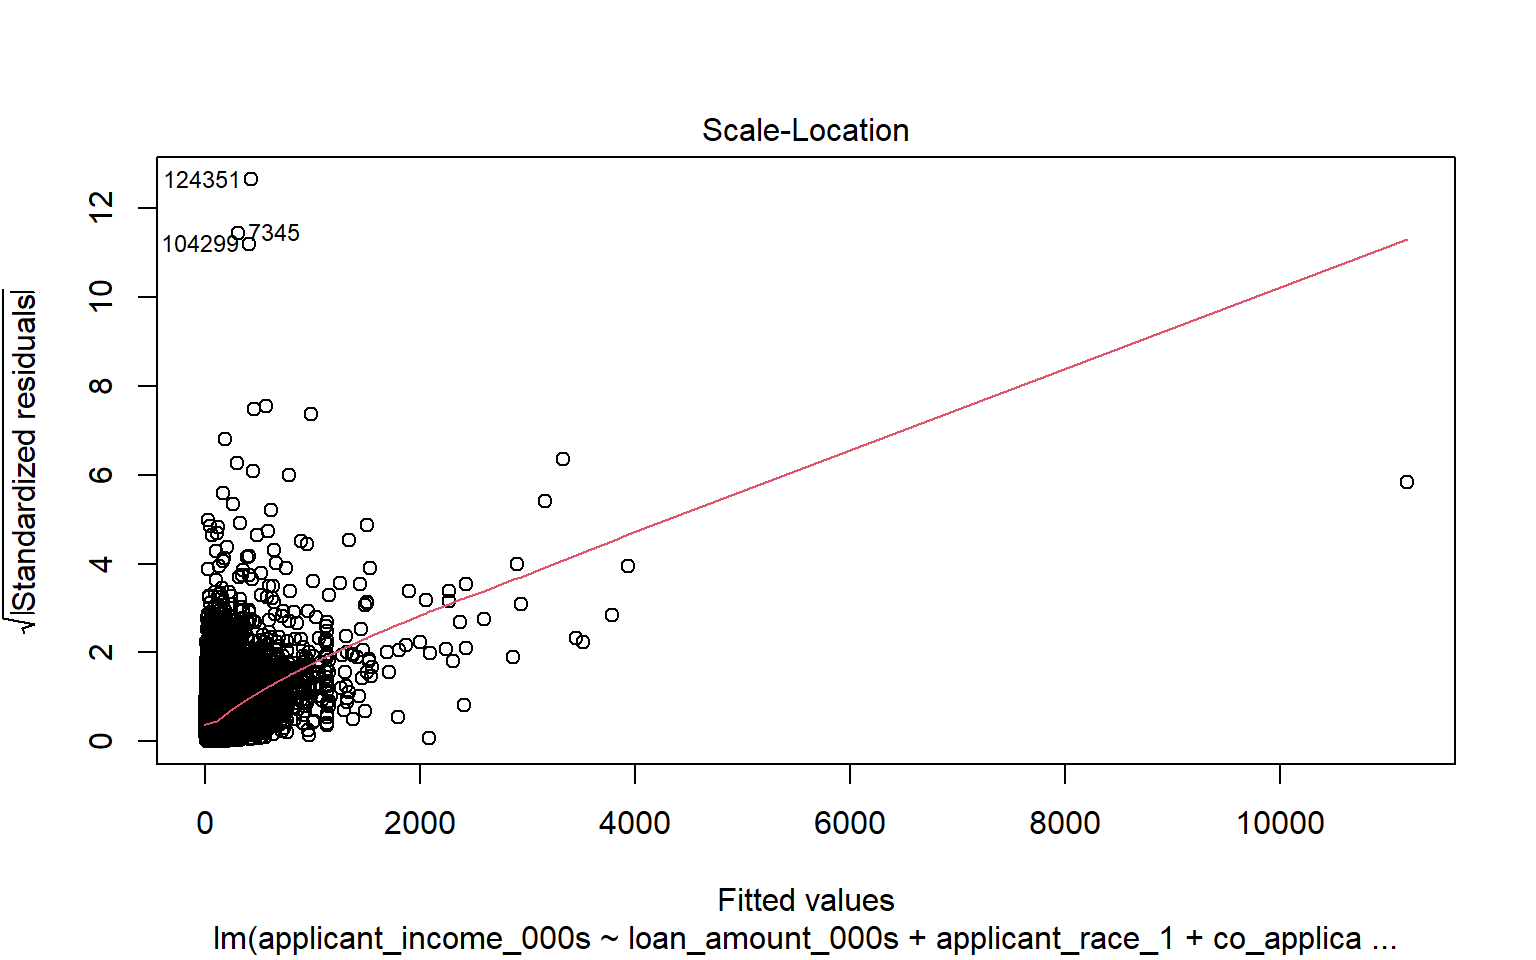 Scale-Location
124351
7345
104299
12
10
8
6
4
2
0
√|Standardized residuals|
0 2000 4000 6000 8000 10000
Fitted values
lm(applicant_income_000s ~ loan_amount_000s + applicant_race_1 + co_applica ...